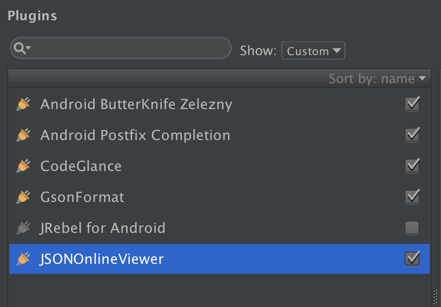 Plugins
Show: Custom
Sort by: name
Android ButterKnife Zelezny
Android Postfix Completion
CodeGlance
GsonFormat
JRebel for Android
JSONOnlineViewer